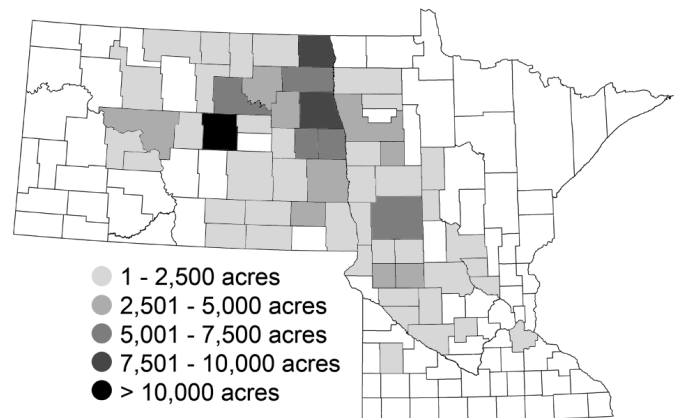 1 - 2,500 acres
2,501 - 5,000 acres
5,001 - 7,500 acres
7,501 - 10,000 acres
> 10,000 acres